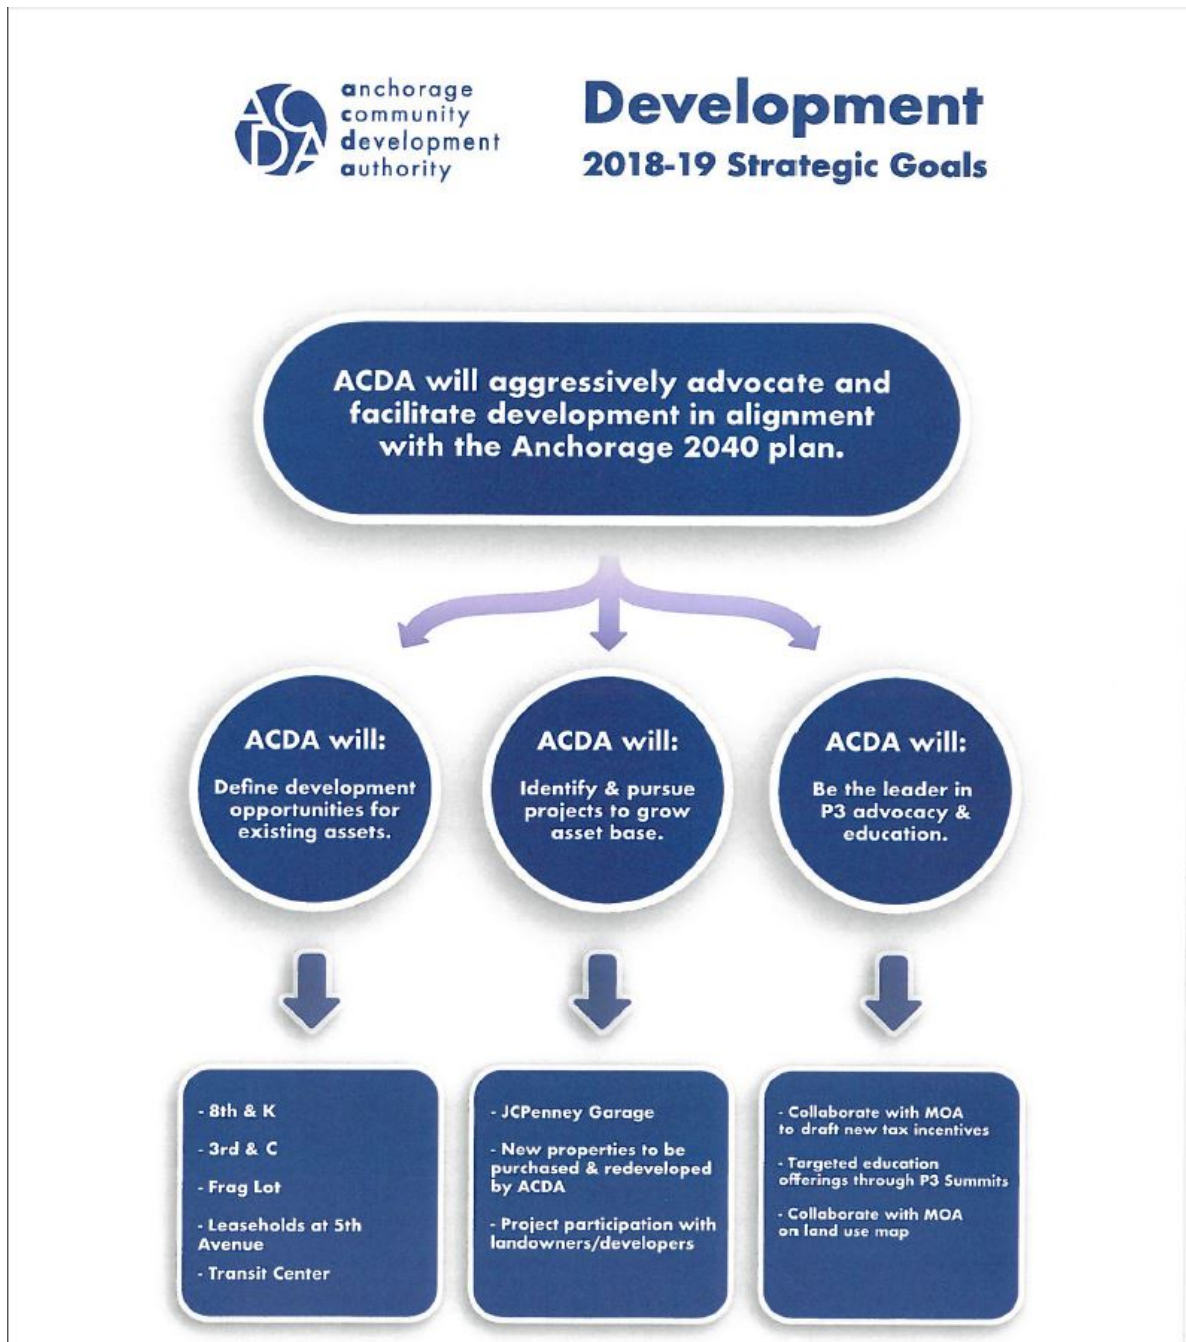 ACDA
anchorage
community
development
authority
Development
2018-19 Strategic Goals
ACDA will aggressively advocate and
facilitate development in alignment
with the Anchorage 2040 plan.
ACDA will:
Define development
opportunities for
existing assets.
ACDA will:
Identify & pursue
projects to grow
asset base.
ACDA will:
Be the leader in
P3 advocacy &
education.
- 8th & K
- 3rd & C
- Frag Lot
- Leaseholds at 5th
Avenue
- Transit Center
- JCPenney Garage
- New properties to be
purchased & redeveloped
by ACDA
- Project participation with
landowners/developers
- Collaborate with MOA
to draft new tax incentives
- Targeted education
offerings through P3 Summits
- Collaborate with MOA
on land use map